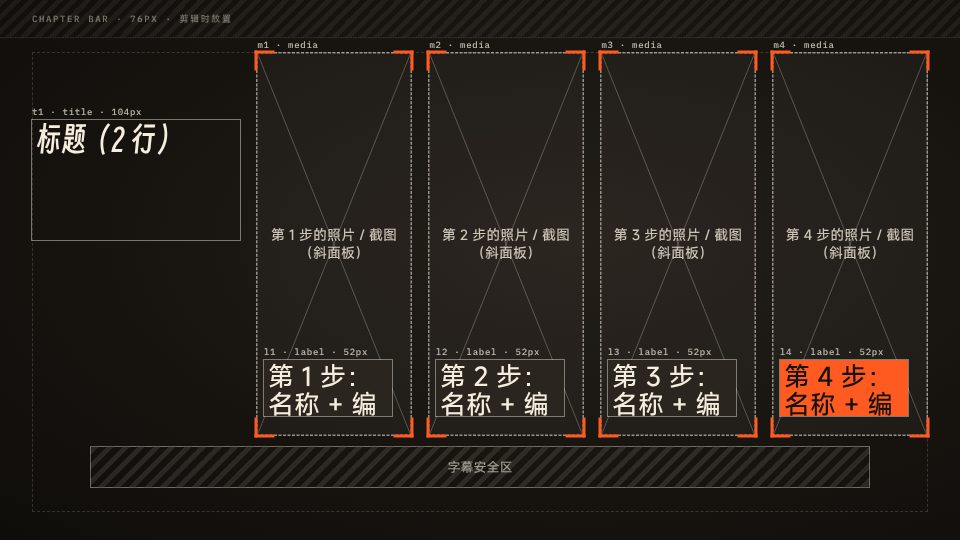 CHAPTER BAR · 76PX · 剪辑时放置
m1 · media
m2 · media
m3 · media
m4 · media
t1 · title · 104px
标题（2 行）
第 1 步的照片 / 截图
（斜面板）
第 2 步的照片 / 截图
（斜面板）
第 3 步的照片 / 截图
（斜面板）
第 4 步的照片 / 截图
（斜面板）
l1 · label · 52px
第 1 步：
名称 + 编
l2 · label · 52px
第 2 步：
名称 + 编
l3 · label · 52px
第 3 步：
名称 + 编
l4 · label · 52px
第 4 步：
名称 + 编
字幕安全区